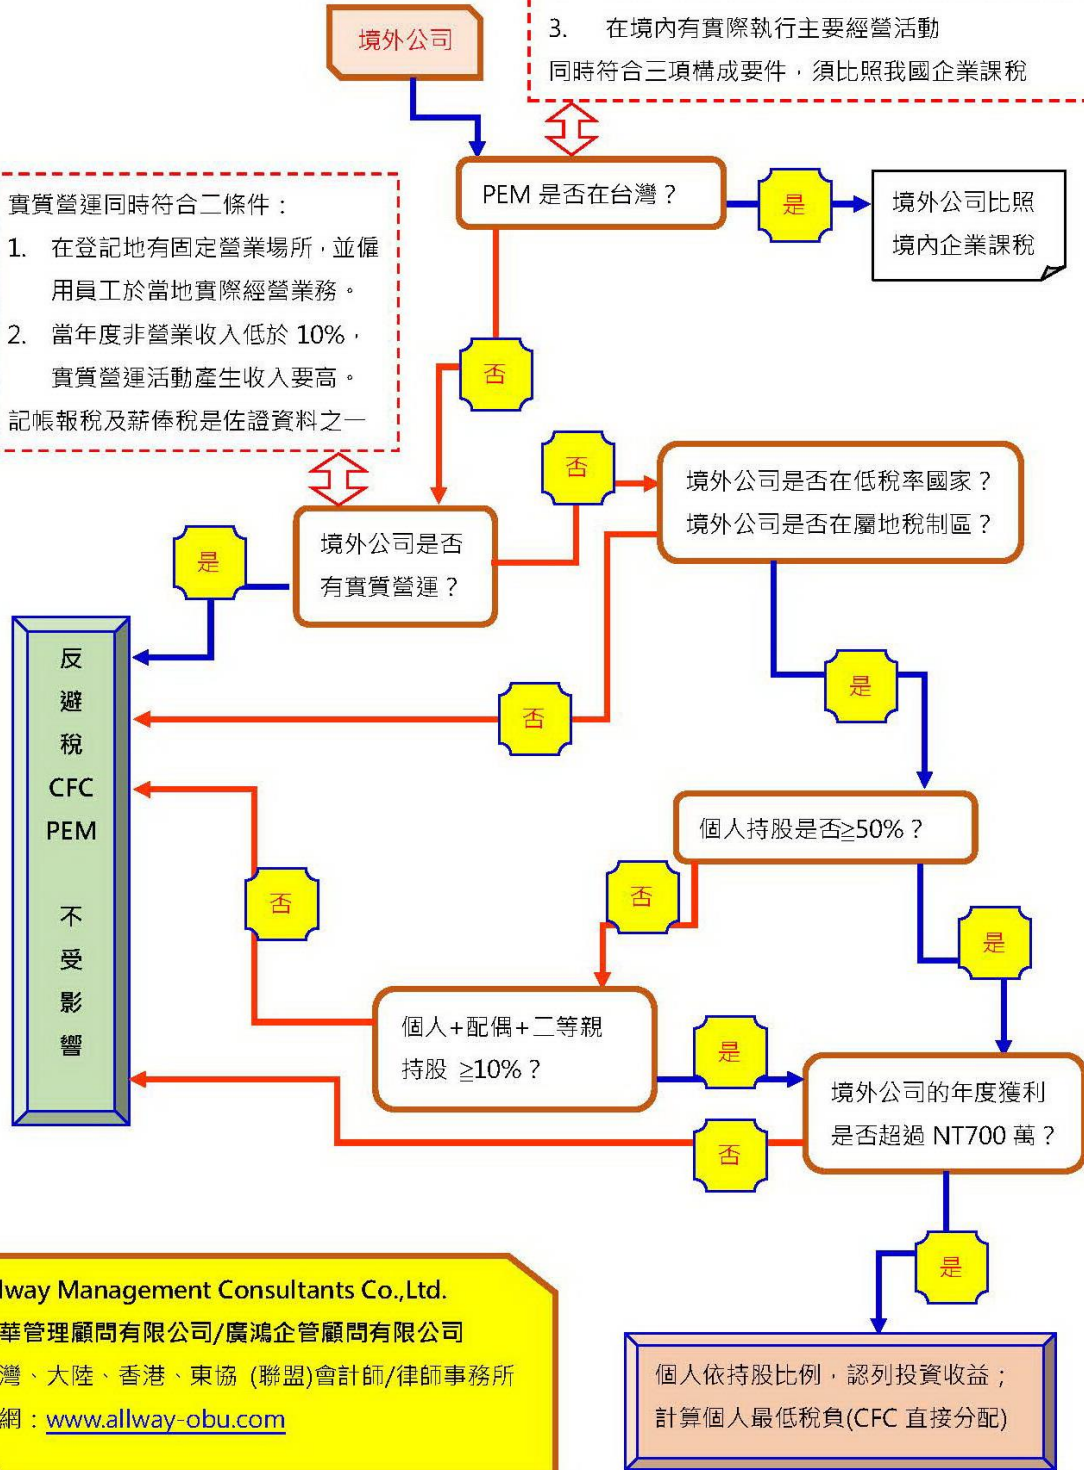 境外公司
3. 在境內有實際執行主要經營活動
同時符合三項構成要件，須比照我國企業課稅
PEM 是否在台灣？
是
境外公司比照
境內企業課稅
實質營運同時符合二條件：
1. 在登記地有固定營業場所，並僱
用員工於當地實際經營業務。
2. 當年度非營業收入低於 10%，
實質營運活動產生收入要高。
記帳報稅及薪俸稅是佐證資料之一
否
否
境外公司是否在低稅率國家？
境外公司是否在屬地稅制區？
境外公司是否
有實質營運？
是
反
避
稅
CFC
PEM
不
受
影
響
否
是
個人持股是否≧50%？
否
否
是
個人+配偶+二等親
持股 ≧10%？
是
境外公司的年度獲利
是否超過 NT700 萬？
否
是
lway Management Consultants Co.,Ltd.
華管理顧問有限公司/廣鴻企管顧問有限公司
灣、大陸、香港、東協 (聯盟)會計師/律師事務所
網：www.allway-obu.com
個人依持股比例，認列投資收益；
計算個人最低稅負(CFC 直接分配)